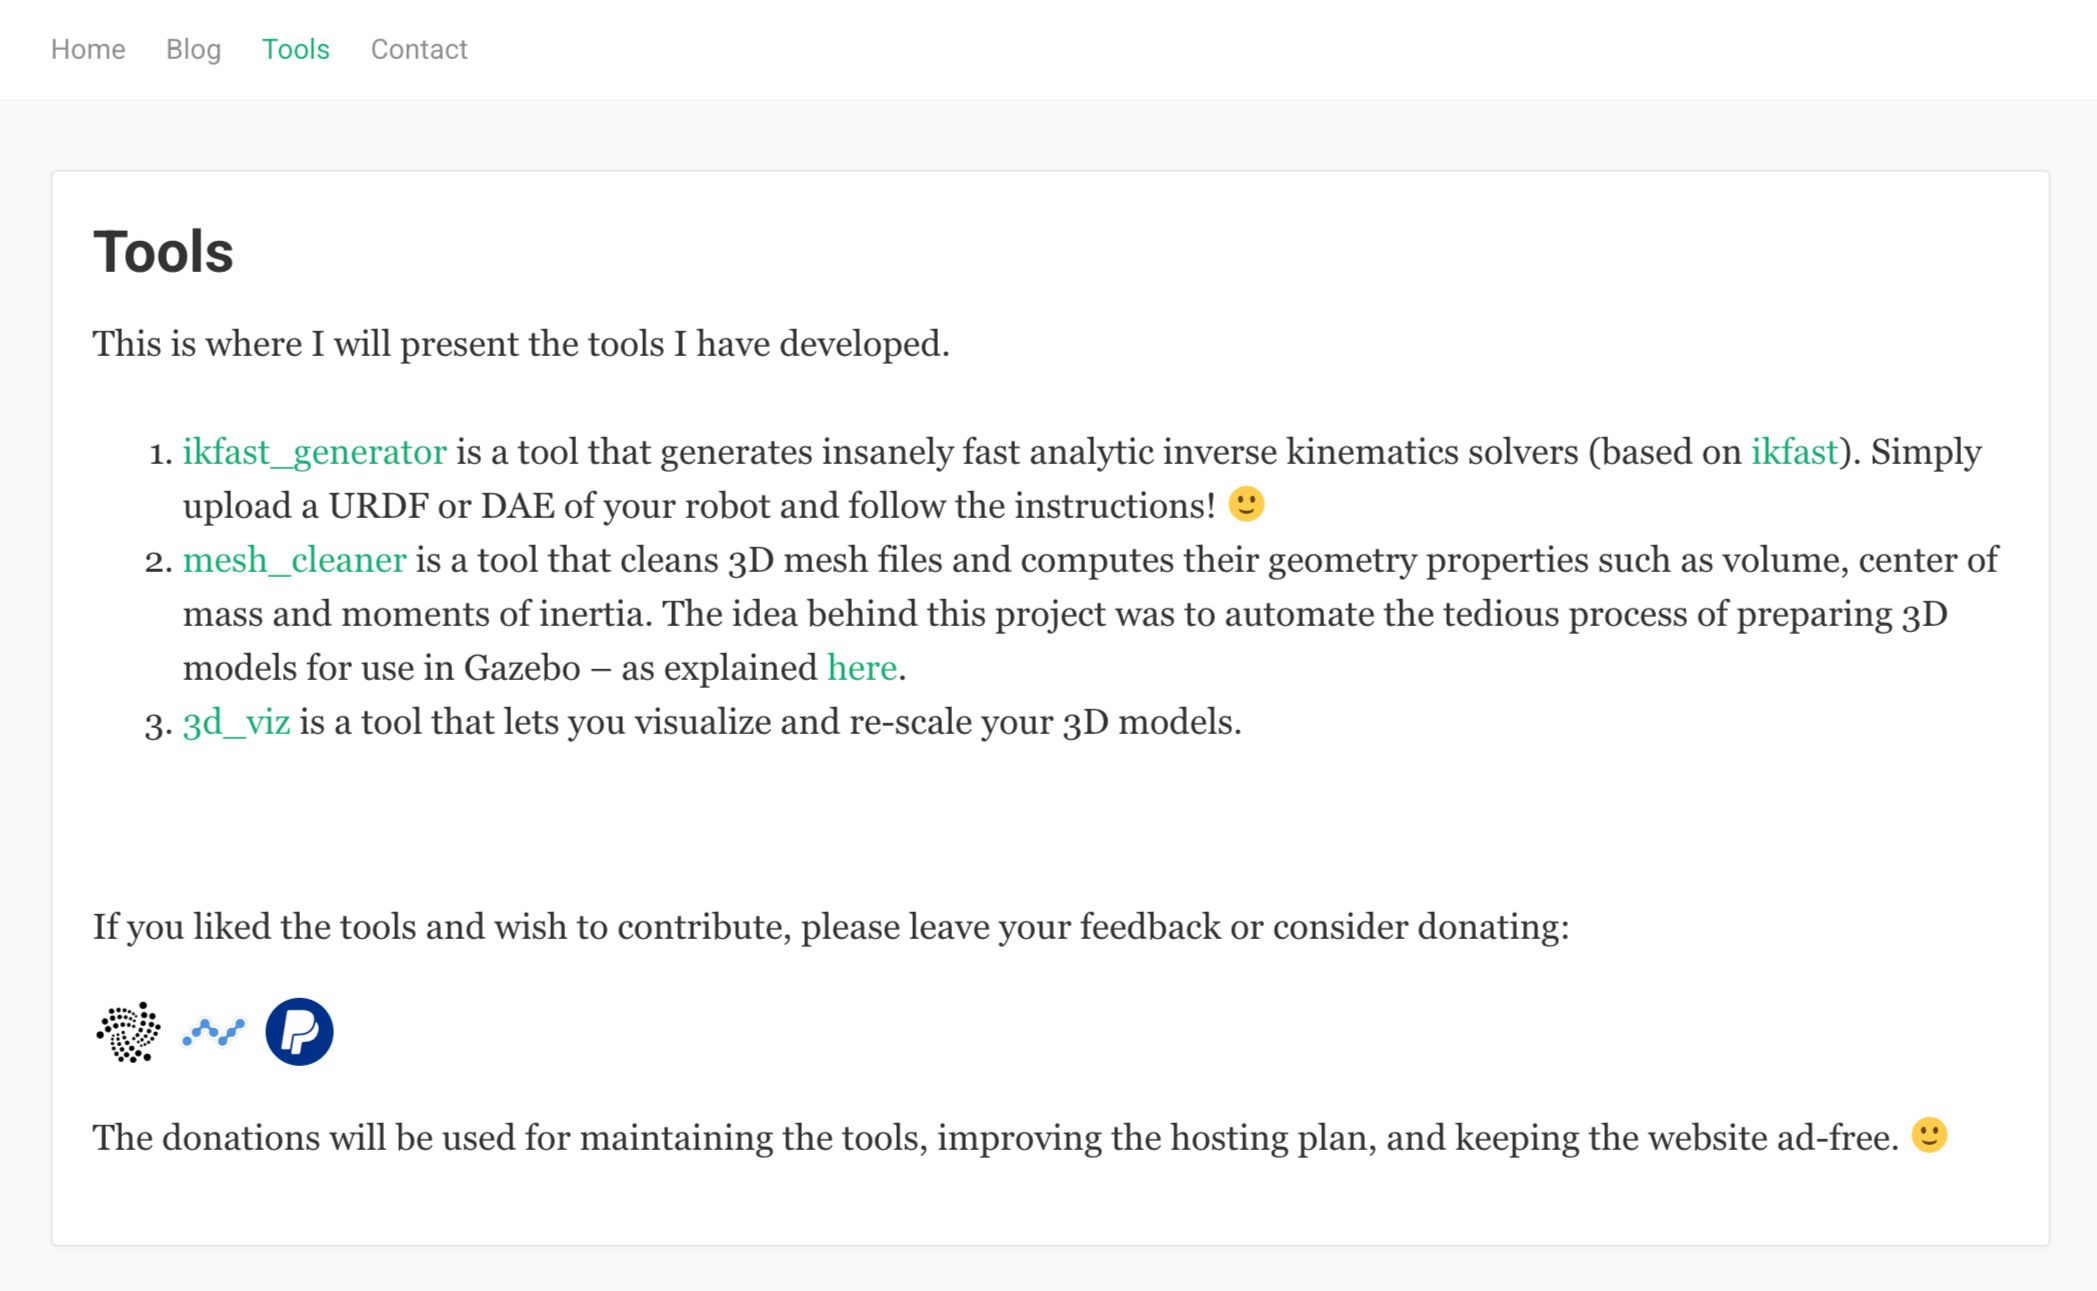 Home Blog Tools Contact
Tools
This is where I will present the tools I have developed.
1. ikfast_generator is a tool that generates insanely fast analytic inverse kinematics solvers (based on ikfast). Simply
upload a URDF or DAE of your robot and follow the instructions! 🙂
2. mesh_cleaner is a tool that cleans 3D mesh files and computes their geometry properties such as volume, center of
mass and moments of inertia. The idea behind this project was to automate the tedious process of preparing 3D
models for use in Gazebo – as explained here.
3. 3d_viz is a tool that lets you visualize and re-scale your 3D models.
If you liked the tools and wish to contribute, please leave your feedback or consider donating:
The donations will be used for maintaining the tools, improving the hosting plan, and keeping the website ad-free. 🙂